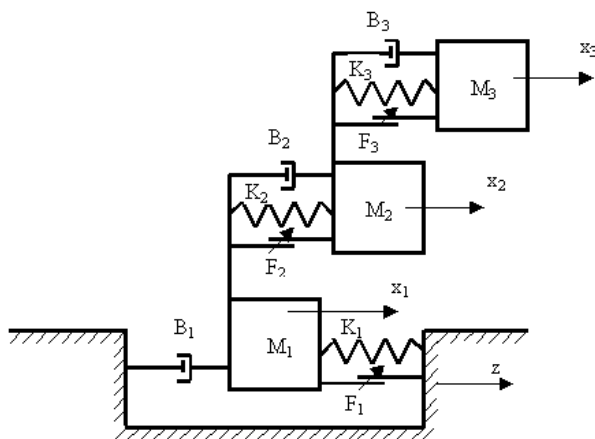 B₃
x₃
K₃
M₃
F₃
B₂
x₂
K₂
M₂
F₂
x₁
B₁
K₁
M₁
z
F₁